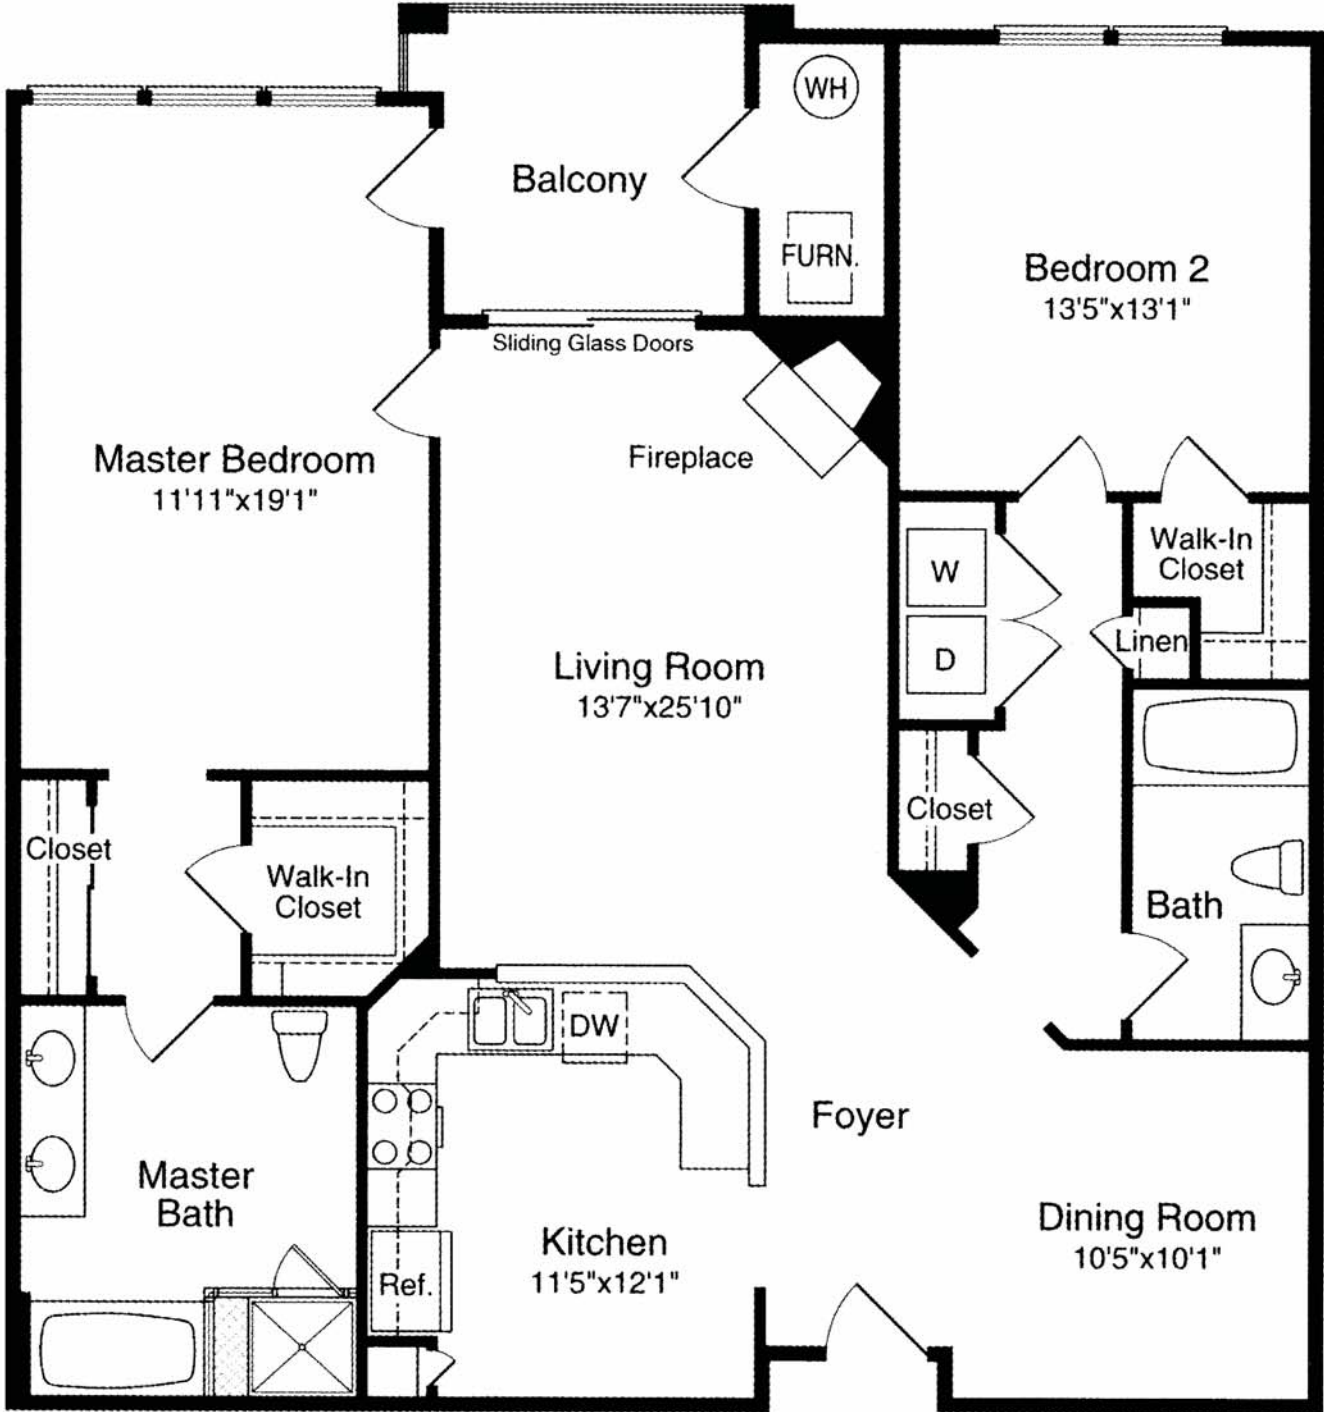 WH
Balcony
FURN.
Bedroom 2
13'5"x13'1"
Sliding Glass Doors
Master Bedroom
11'11"x19'1"
Fireplace
Walk-In
Closet
W
Linen
D
Living Room
13'7"x25'10"
Closet
Closet
Walk-In
Closet
Bath
DW
Foyer
Master
Bath
Dining Room
10'5"x10'1"
Kitchen
11'5"x12'1"
Ref.